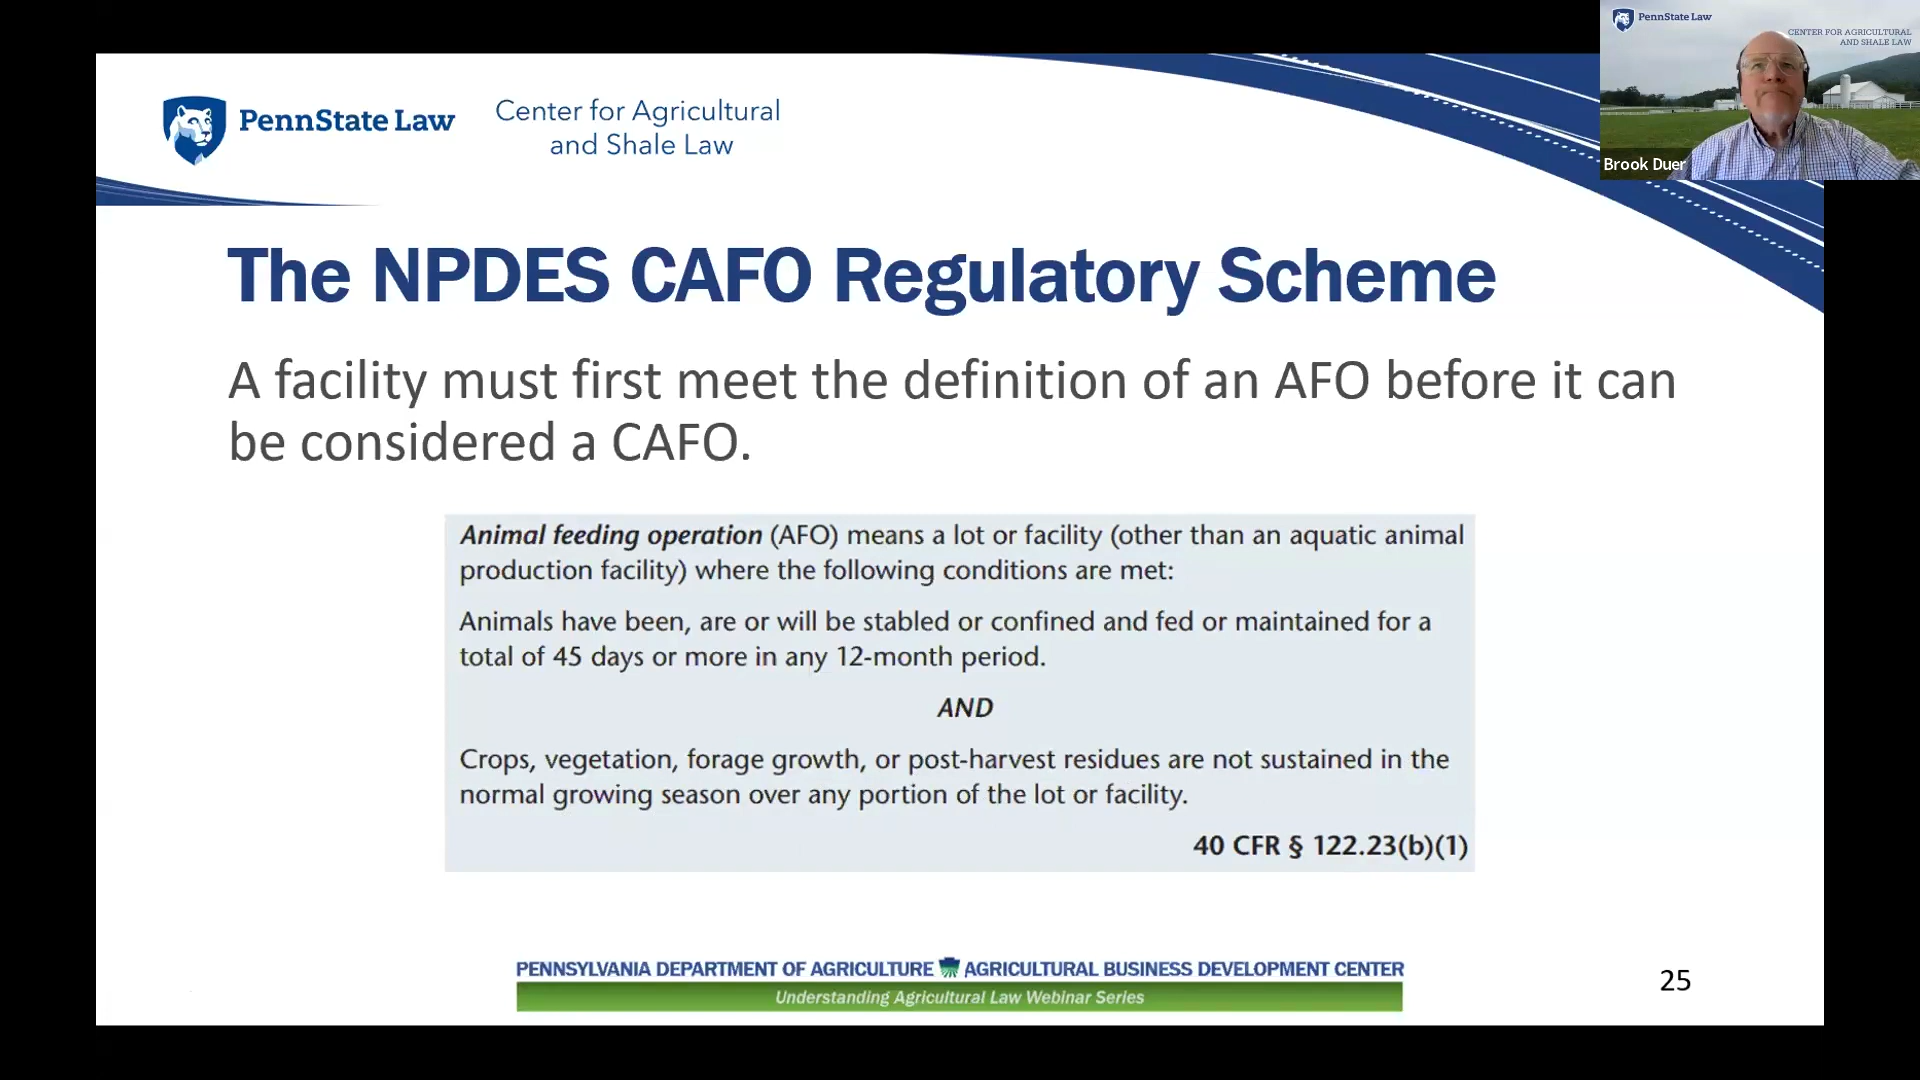 PennState Law
CENTER FOR AGRICULTURAL
AND SHALE LAW
Brook Duer
PennState Law
Center for Agricultural
and Shale Law
The NPDES CAFO Regulatory Scheme
A facility must first meet the definition of an AFO before it can
be considered a CAFO.
Animal feeding operation (AFO) means a lot or facility (other than an aquatic animal
production facility) where the following conditions are met:
Animals have been, are or will be stabled or confined and fed or maintained for a
total of 45 days or more in any 12-month period.
AND
Crops, vegetation, forage growth, or post-harvest residues are not sustained in the
normal growing season over any portion of the lot or facility.
40 CFR § 122.23(b)(1)
PENNSYLVANIA DEPARTMENT OF AGRICULTURE AGRICULTURAL BUSINESS DEVELOPMENT CENTER
Understanding Agricultural Law Webinar Series
25